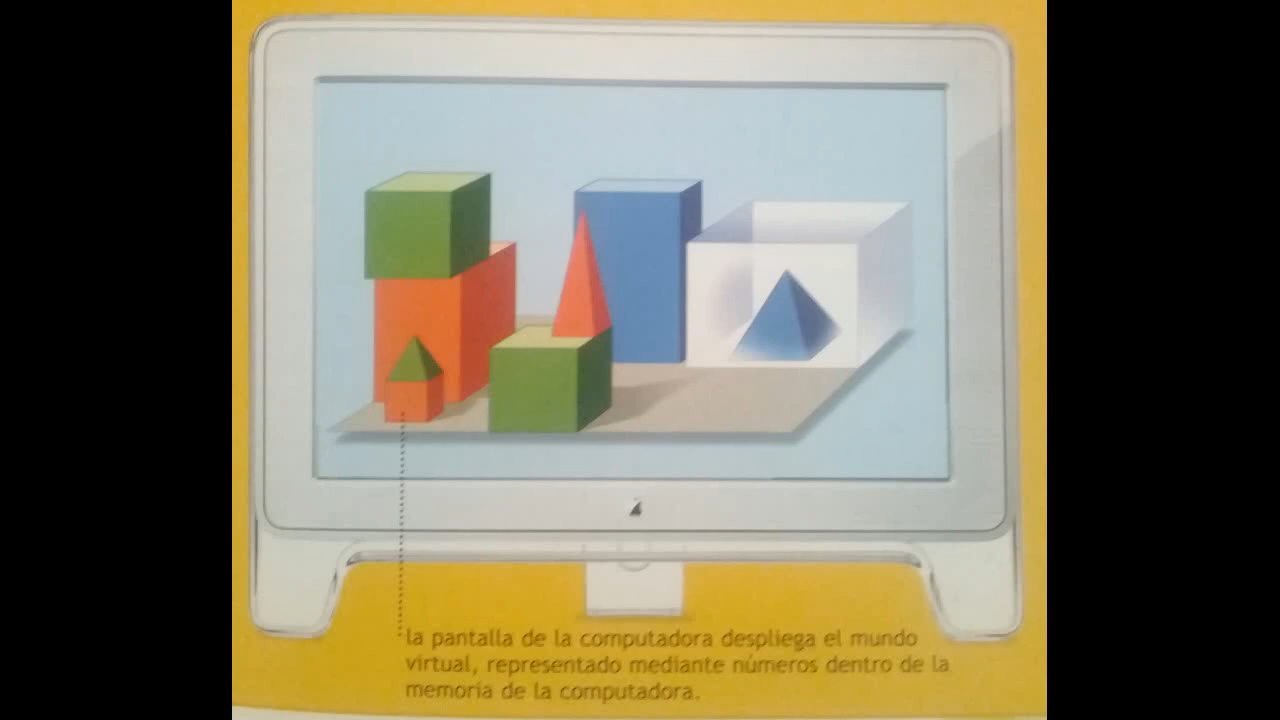 la pantalla de la computadora despliega el mundo
virtual, representado mediante números dentro de la
memoria de la computadora.